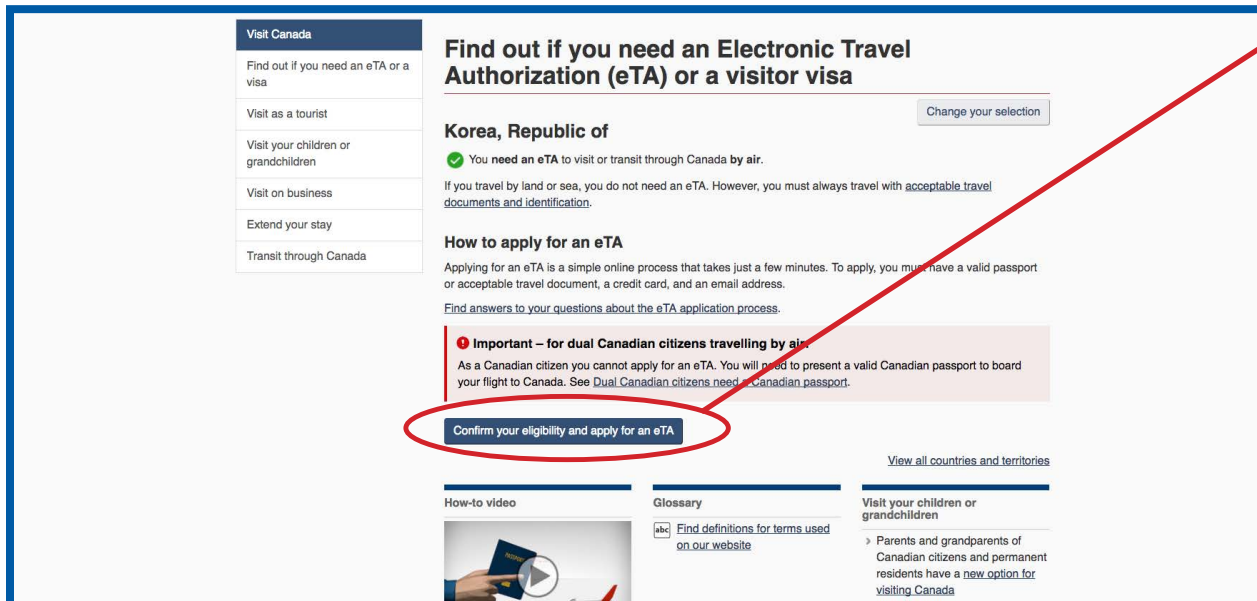 Visit Canada
Find out if you need an eTA or a
visa
Visit as a tourist
Visit your children or
grandchildren
Visit on business
Extend your stay
Transit through Canada
Find out if you need an Electronic Travel
Authorization (eTA) or a visitor visa
Change your selection
Korea, Republic of
You need an eTA to visit or transit through Canada by air.
If you travel by land or sea, you do not need an eTA. However, you must always travel with acceptable travel
documents and identification.
How to apply for an eTA
Applying for an eTA is a simple online process that takes just a few minutes. To apply, you must have a valid passport
or acceptable travel document, a credit card, and an email address.
Find answers to your questions about the eTA application process.
Important – for dual Canadian citizens travelling by air
As a Canadian citizen you cannot apply for an eTA. You will need to present a valid Canadian passport to board
your flight to Canada. See Dual Canadian citizens need a Canadian passport.
Confirm your eligibility and apply for an eTA
View all countries and territories
How-to video
PASSPORT
Glossary
abc Find definitions for terms used
on our website
Visit your children or
grandchildren
Parents and grandparents of
Canadian citizens and permanent
residents have a new option for
visiting Canada